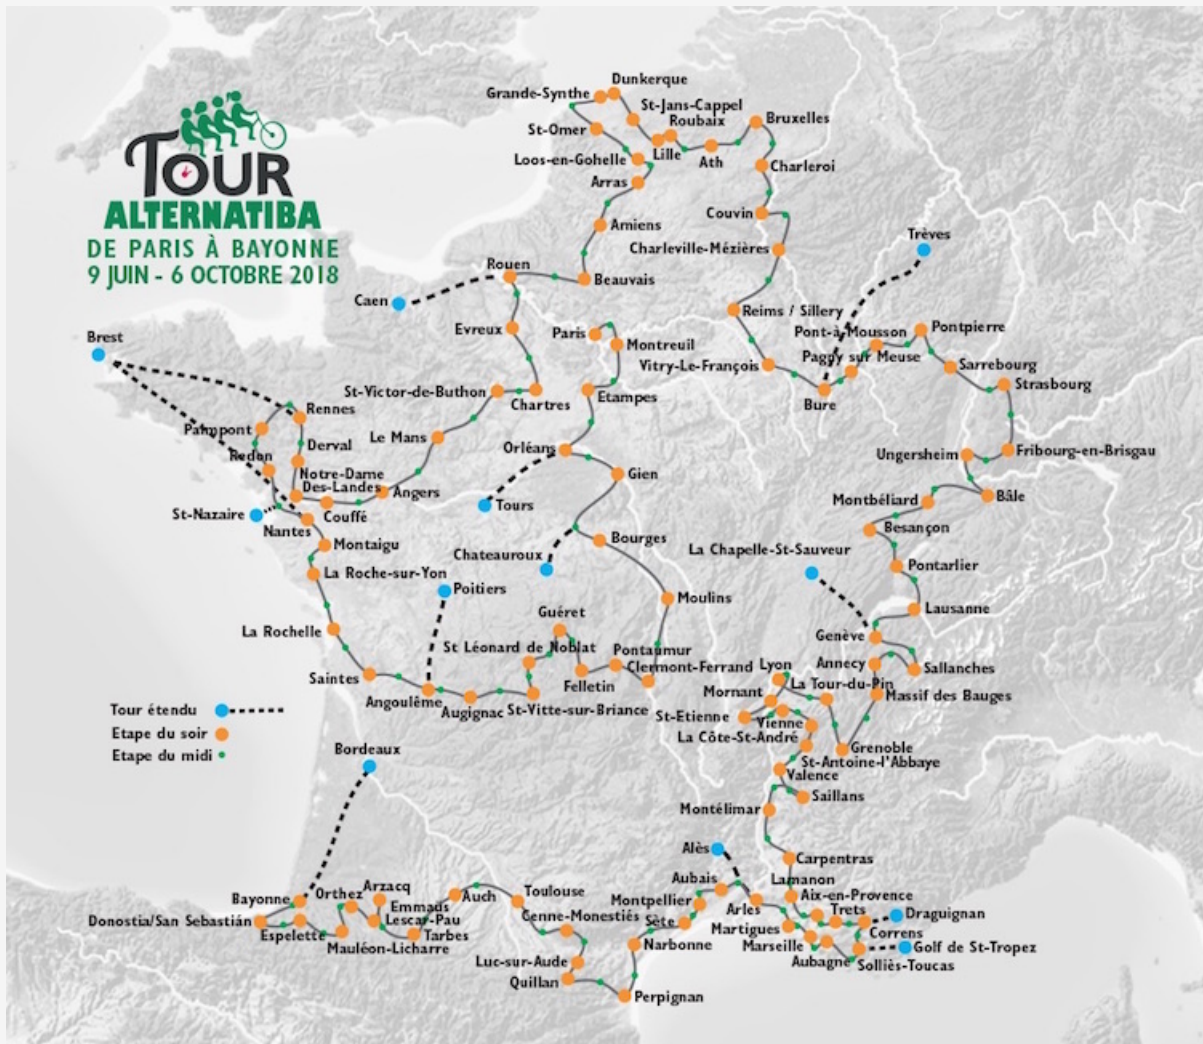 TOUR
ALTERNATIBA
DE PARIS À BAYONNE
9 JUIN - 6 OCTOBRE 2018
Dunkerque
Grande-Synthe
St-Jans-Cappel
Roubaix
Bruxelles
St-Omer
Lille
Ath
Loos-en-Gohelle
Charleroi
Arras
Couvin
Amiens
Trèves
Charleville-Mézières
Rouen
Beauvais
Caen
Reims / Sillery
Evreux
Paris
Pont-à-Mousson
Pontpierre
Brest
Montreuil
Pagny sur Meuse
Vitry-Le-François
Sarrebourg
St-Victor-de-Buthon
Strasbourg
Chartres
Etampes
Bure
Rennes
Paimpont
Le Mans
Derval
Orléans
Redon
Ungersheim
Fribourg-en-Brisgau
Notre-Dame
Des-Landes
Gien
Angers
Bâle
Montbéliard
St-Nazaire
Couffé
Tours
Nantes
Besançon
Montaigu
Bourges
La Chapelle-St-Sauveur
Chateauroux
Pontarlier
La Roche-sur-Yon
Poitiers
Moulins
Lausanne
Guéret
La Rochelle
Genève
St Léonard de Noblat
Pontaumur
Clermont-Ferrand
Lyon
Annecy
Sallanches
Saintes
Felletin
La Tour-du-Pin
Mornant
Massif des Bauges
Angoulême
Augignac
St-Vitte-sur-Briance
St-Etienne
Vienne
Tour étendu
La Côte-St-André
Etape du soir
Grenoble
Bordeaux
Etape du midi
St-Antoine-l'Abbaye
Valence
Saillans
Montélimar
Alès
Carpentras
Aubais
Lamanon
Arzacq
Auch
Toulouse
Bayonne
Orthez
Montpellier
Aix-en-Provence
Emmaüs
Lescar-Pau
Arles
Trets
Draguignan
Donostia/San Sebastián
Cenne-Monestiés
Sète
Martigues
Correns
Espelette
Mauléon-Licharre
Tarbes
Narbonne
Marseille
Golf de St-Tropez
Luc-sur-Aude
Aubagne
Solliès-Toucas
Quillan
Perpignan